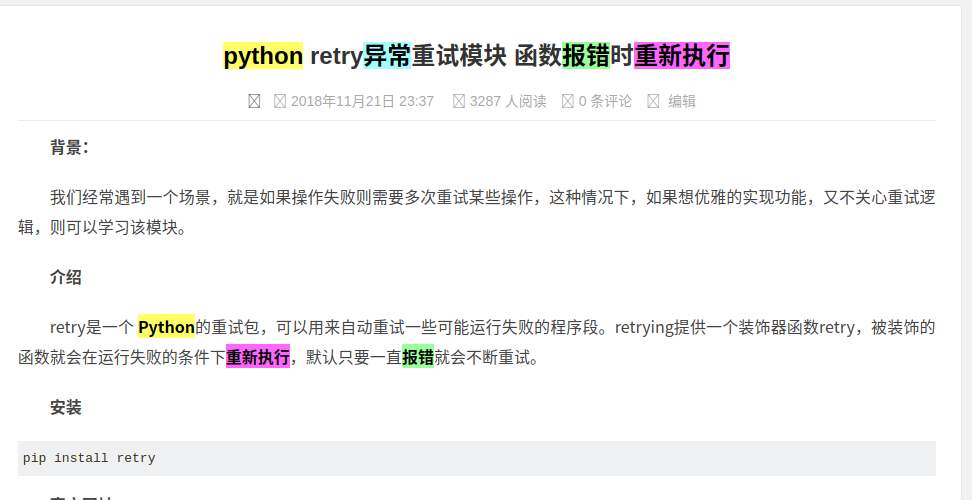 python retry异常重试模块 函数报错时重新执行
2018年11月21日 23:37 3287 人阅读 0 条评论 编辑
背景：
我们经常遇到一个场景，就是如果操作失败则需要多次重试某些操作，这种情况下，如果想优雅的实现功能，又不关心重试逻
辑，则可以学习该模块。
介绍
retry是一个 Python的重试包，可以用来自动重试一些可能运行失败的程序段。retrying提供一个装饰器函数retry，被装饰的
函数就会在运行失败的条件下重新执行，默认只要一直报错就会不断重试。
安装
pip install retry